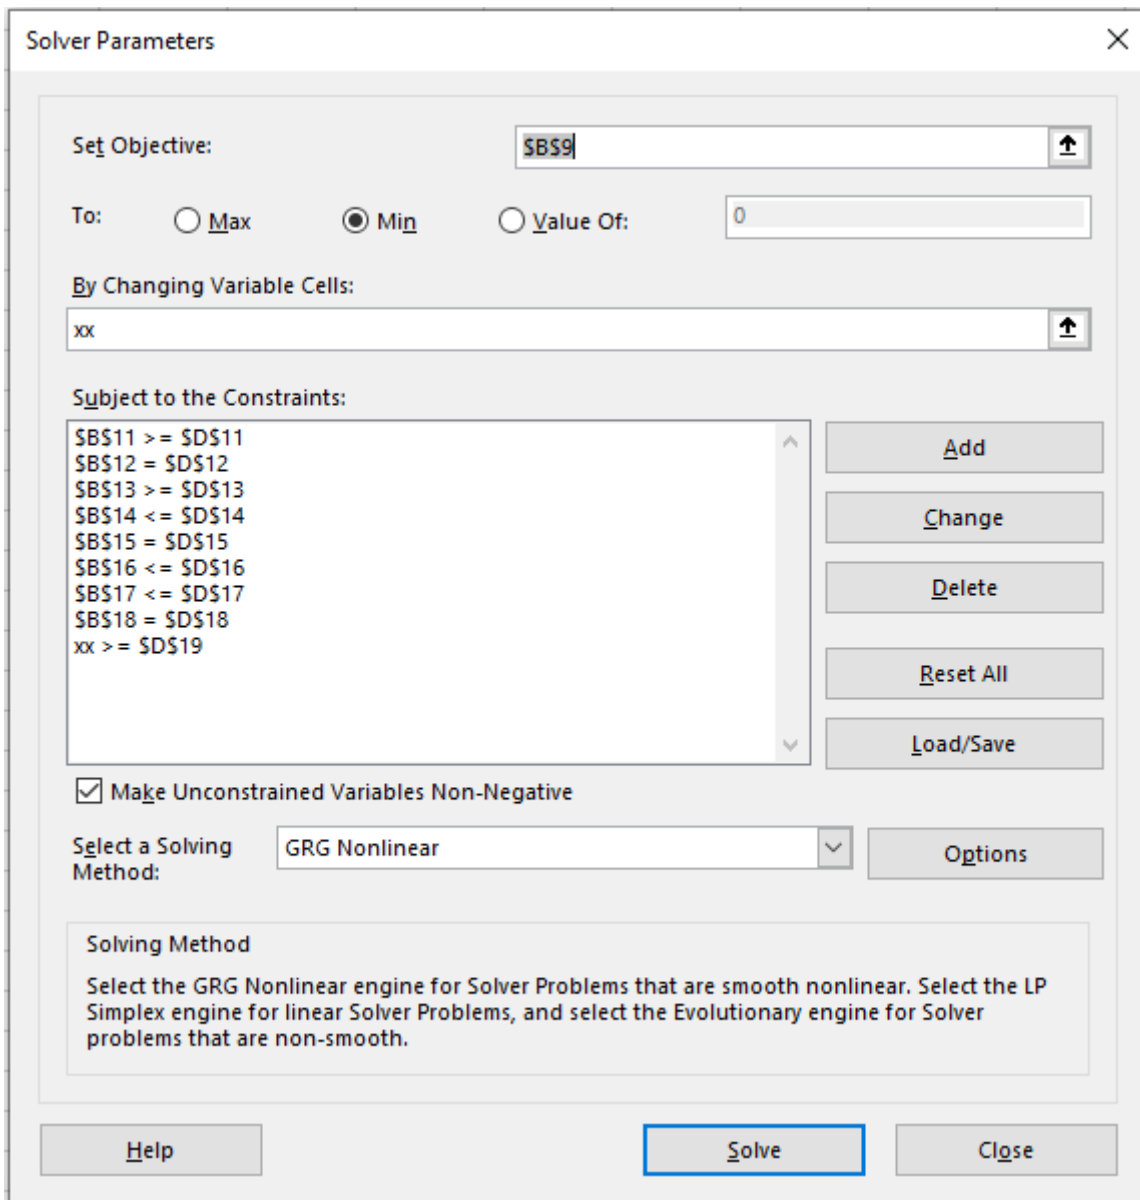 Solver Parameters
Set Objective:
$B$9
To:
Max
Min
Value Of:
0
By Changing Variable Cells:
xx
Subject to the Constraints:
$B$11 >= $D$11
$B$12 = $D$12
$B$13 >= $D$13
$B$14 <= $D$14
$B$15 = $D$15
$B$16 <= $D$16
$B$17 <= $D$17
$B$18 = $D$18
xx >= $D$19
Add
Change
Delete
Reset All
Load/Save
Make Unconstrained Variables Non-Negative
Select a Solving
Method:
GRG Nonlinear
Options
Solving Method
Select the GRG Nonlinear engine for Solver Problems that are smooth nonlinear. Select the LP
Simplex engine for linear Solver Problems, and select the Evolutionary engine for Solver
problems that are non-smooth.
Help
Solve
Close